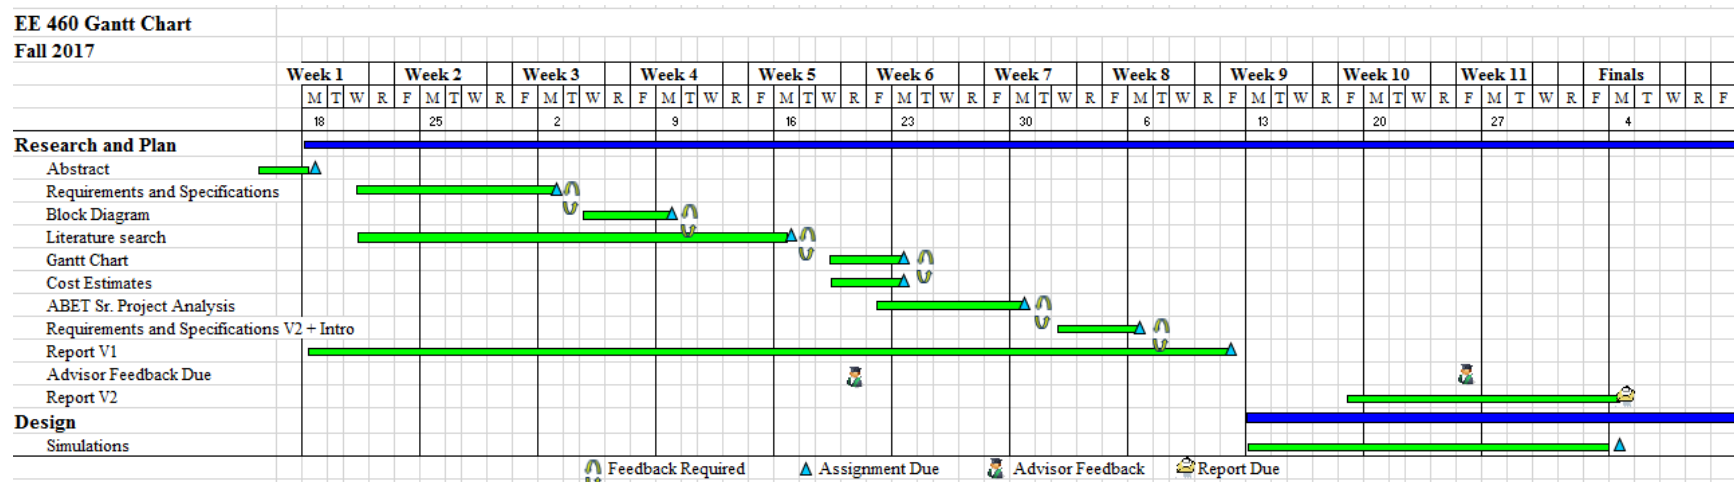 EE 460 Gantt Chart
Fall 2017
Week 1 Week 2 Week 3 Week 4 Week 5 Week 6 Week 7 Week 8 Week 9 Week 10 Week 11 Finals
M T W R F M T W R F M T W R F M T W R F M T W R F M T W R F M T W R F M T W R F M T W R F M T W R F M T W R F M T W R F
18 25 2 9 16 23 30 6 13 20 27 4
Research and Plan
Abstract
Requirements and Specifications
Block Diagram
Literature search
Gantt Chart
Cost Estimates
ABET Sr. Project Analysis
Requirements and Specifications V2 + Intro
Report V1
Advisor Feedback Due
Report V2
Design
Simulations
Feedback Required Assignment Due Advisor Feedback Report Due